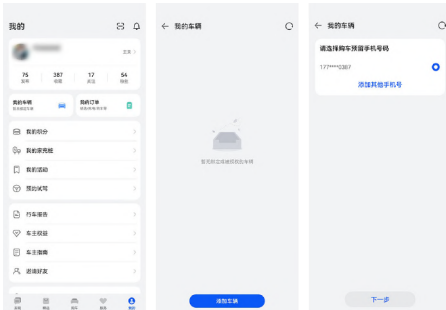 我的
主页
75
387
17
54
我的车辆
我的订单
我的积分
我的家充桩
我的活动
预约试驾
行车报告
车主权益
车主指南
邀请好友
我的车辆
暂无绑定或被授权的车辆
添加车辆
我的车辆
请选择购车预留手机号码
177****0387
添加其他手机号
下一步